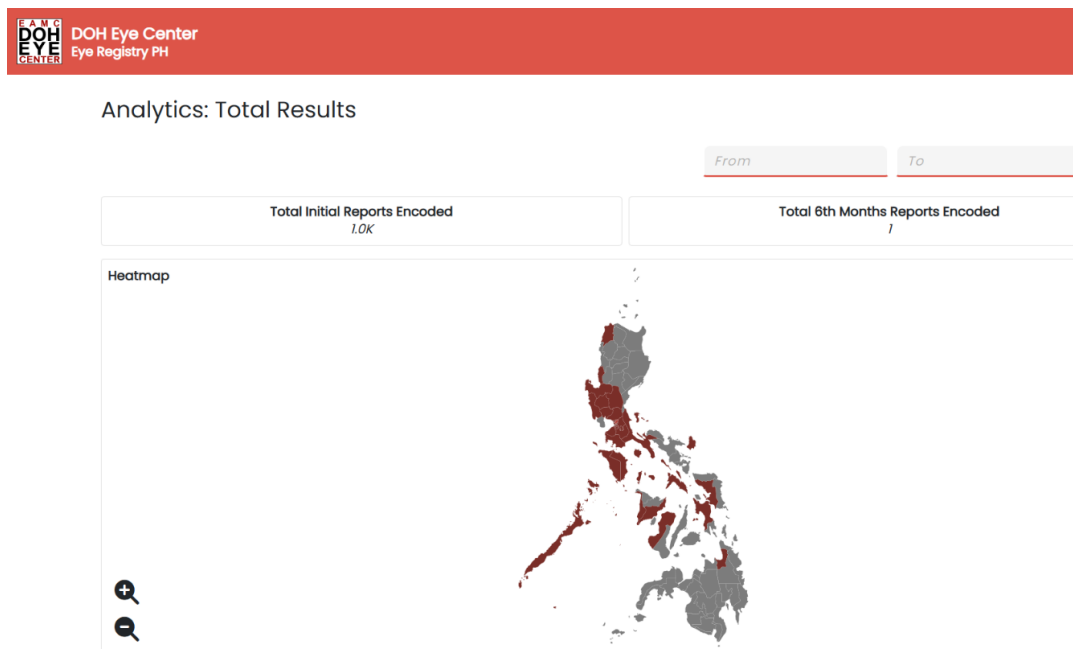 EAMC
DOH
EYE
CENTER
DOH Eye Center
Eye Registry PH
Analytics: Total Results
From
To
Total Initial Reports Encoded
1.0K
Total 6th Months Reports Encoded
1
Heatmap